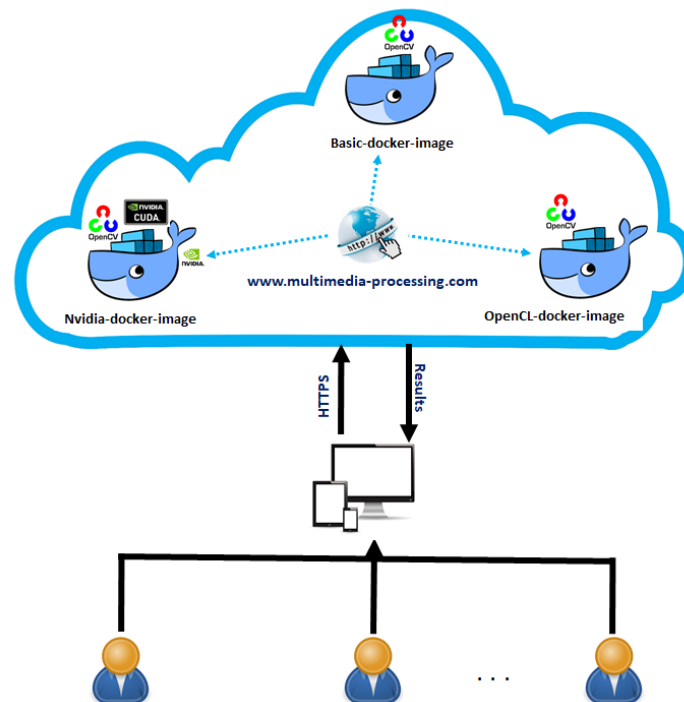 OpenCV
Basic-docker-image
NVIDIA.
CUDA.
OpenCV
NVIDIA.
Nvidia-docker-image
http://www
www.multimedia-processing.com
OpenCV
OpenCL-docker-image
HTTPS
Results
. . .